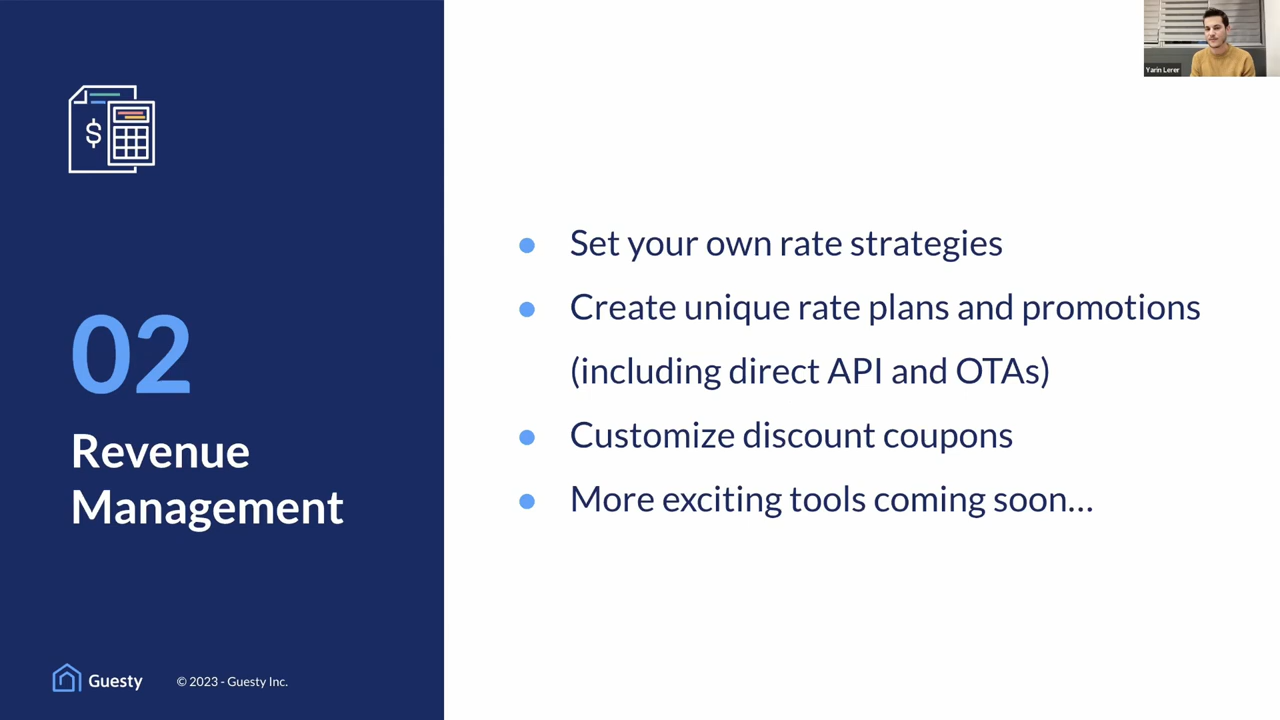 Yarin Lerer
$
02
Revenue
Management
● Set your own rate strategies
● Create unique rate plans and promotions
(including direct API and OTAs)
● Customize discount coupons
● More exciting tools coming soon...
Guesty
© 2023 - Guesty Inc.